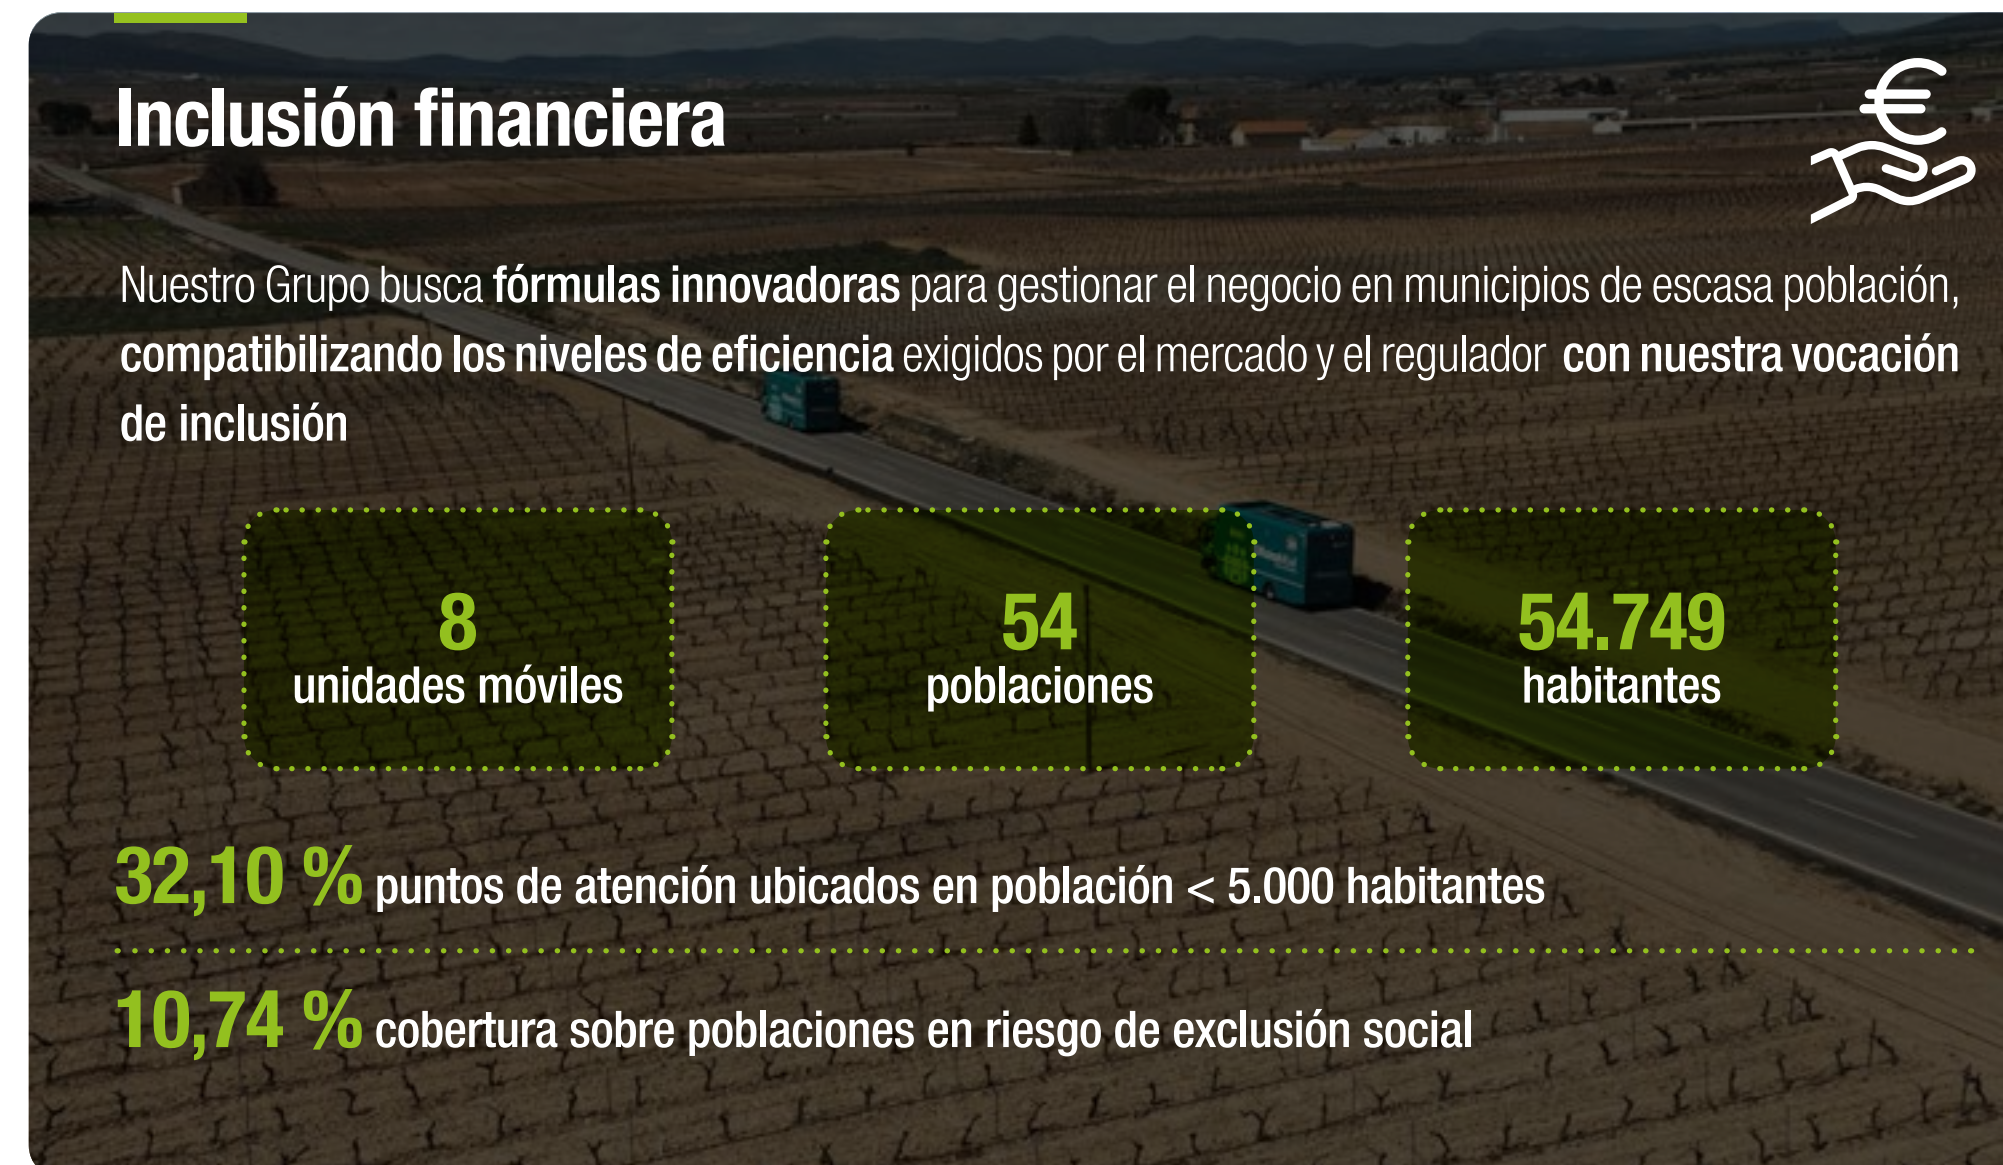 Inclusión financiera
Nuestro Grupo busca fórmulas innovadoras para gestionar el negocio en municipios de escasa población,
compatibilizando los niveles de eficiencia exigidos por el mercado y el regulador con nuestra vocación
de inclusión
8
unidades móviles
54
poblaciones
54.749
habitantes
32,10 % puntos de atención ubicados en población < 5.000 habitantes
10,74 % cobertura sobre poblaciones en riesgo de exclusión social